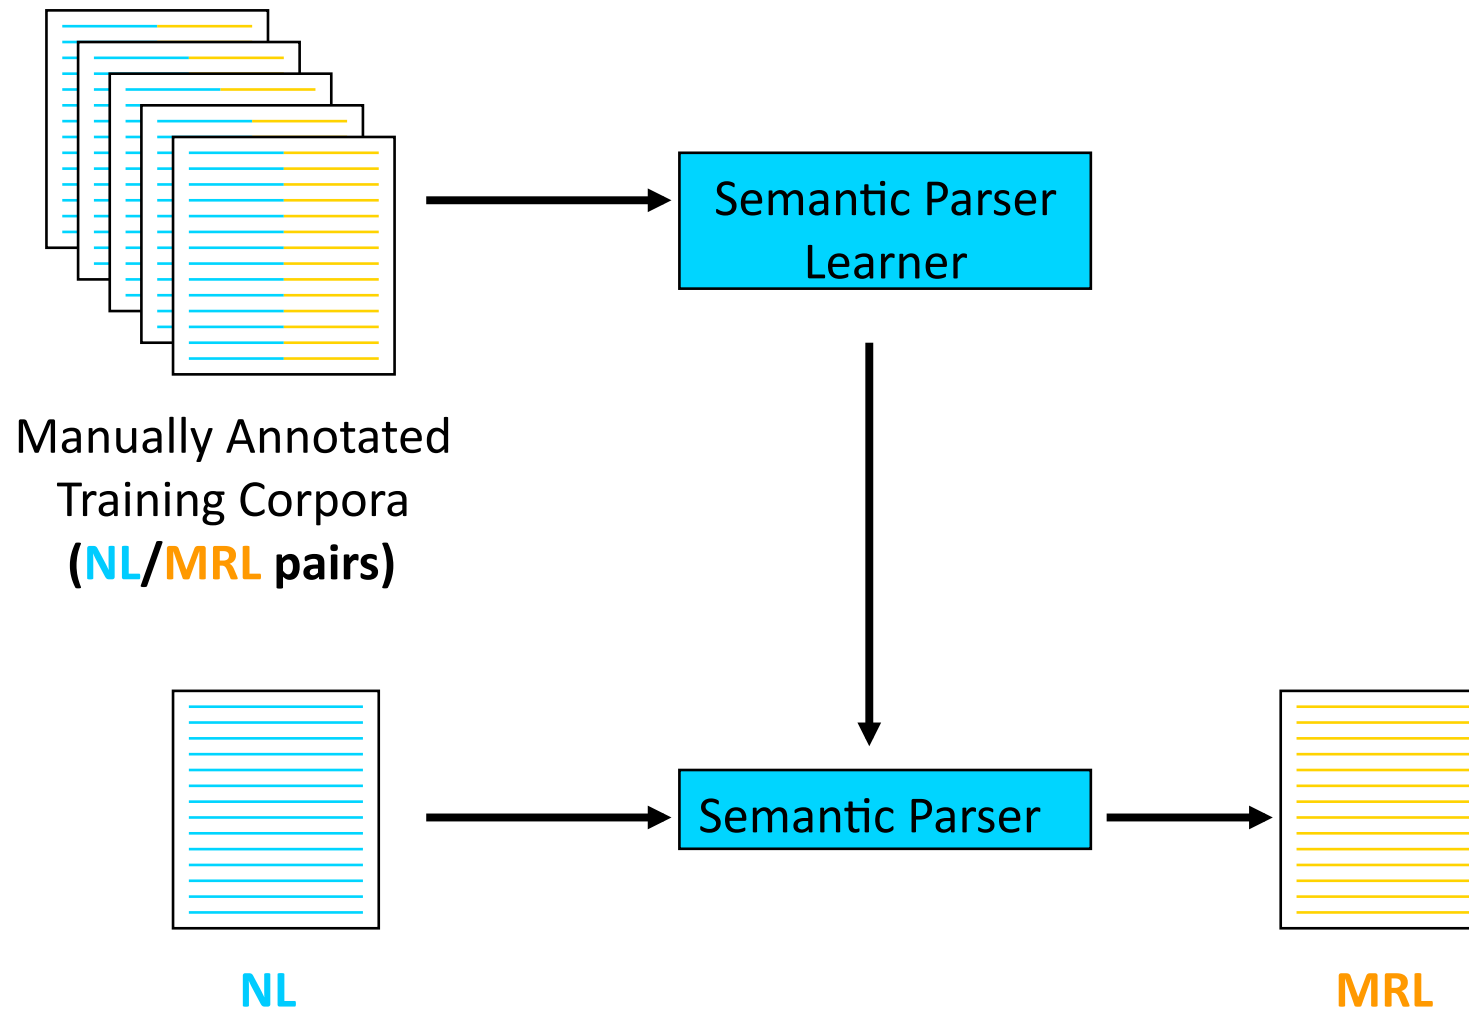 Semantic Parser
Learner
Manually Annotated
Training Corpora
(NL/MRL pairs)
Semantic Parser
NL
MRL